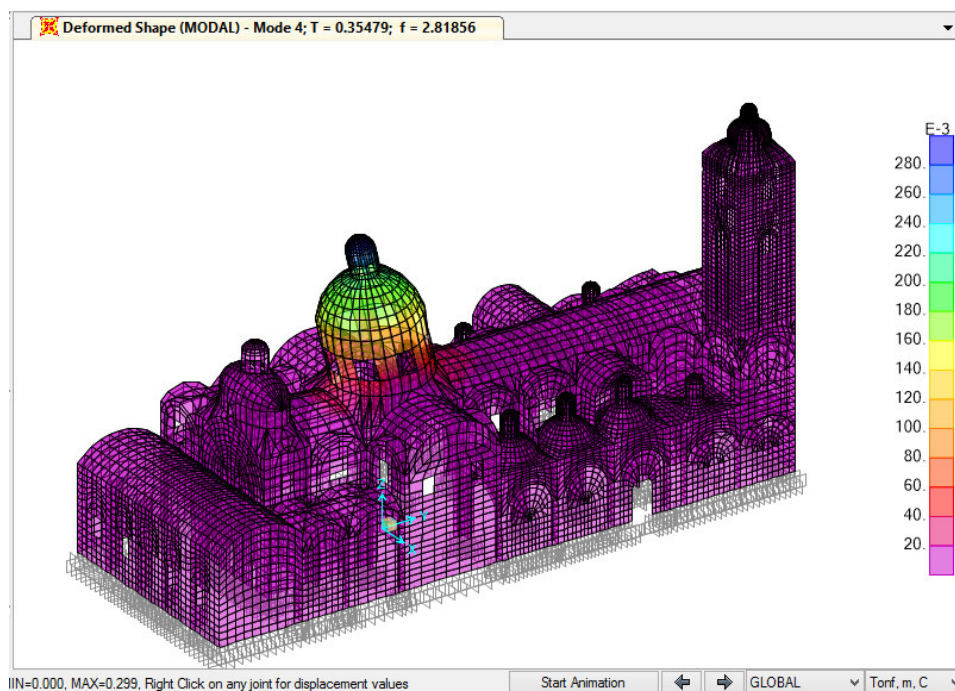 Deformed Shape (MODAL) - Mode 4; T = 0.35479; f = 2.81856
E-3
280.
260.
240.
220.
200.
180.
160.
140.
120.
100.
80.
60.
40.
20.
Z
Y
X
IIN=0.000, MAX=0.299, Right Click on any joint for displacement values
Start Animation
GLOBAL
Tonf, m, C